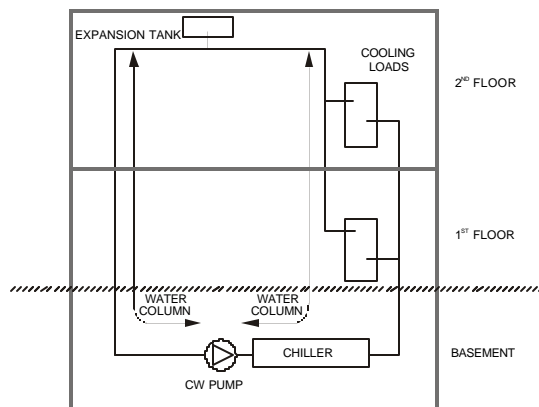 EXPANSION TANK
COOLING
LOADS
2ND FLOOR
1ST FLOOR
WATER
COLUMN
WATER
COLUMN
CHILLER
BASEMENT
CW PUMP